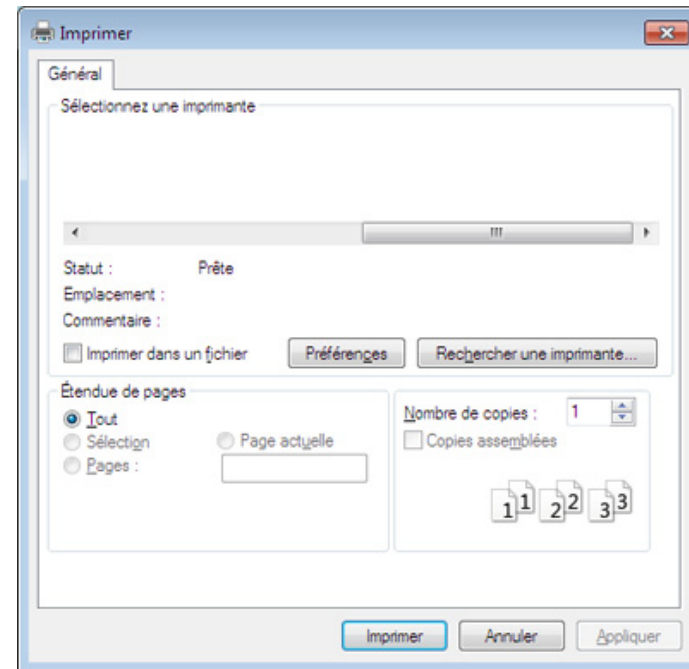 Imprimer
Général
Sélectionnez une imprimante
Statut : Prête
Emplacement :
Commentaire :
Imprimer dans un fichier Préférences Rechercher une imprimante...
Étendue de pages
Tout
Sélection Page actuelle
Pages :
Nombre de copies : 1
Copies assemblées
1 1 2 2 3 3
Imprimer Annuler Appliquer